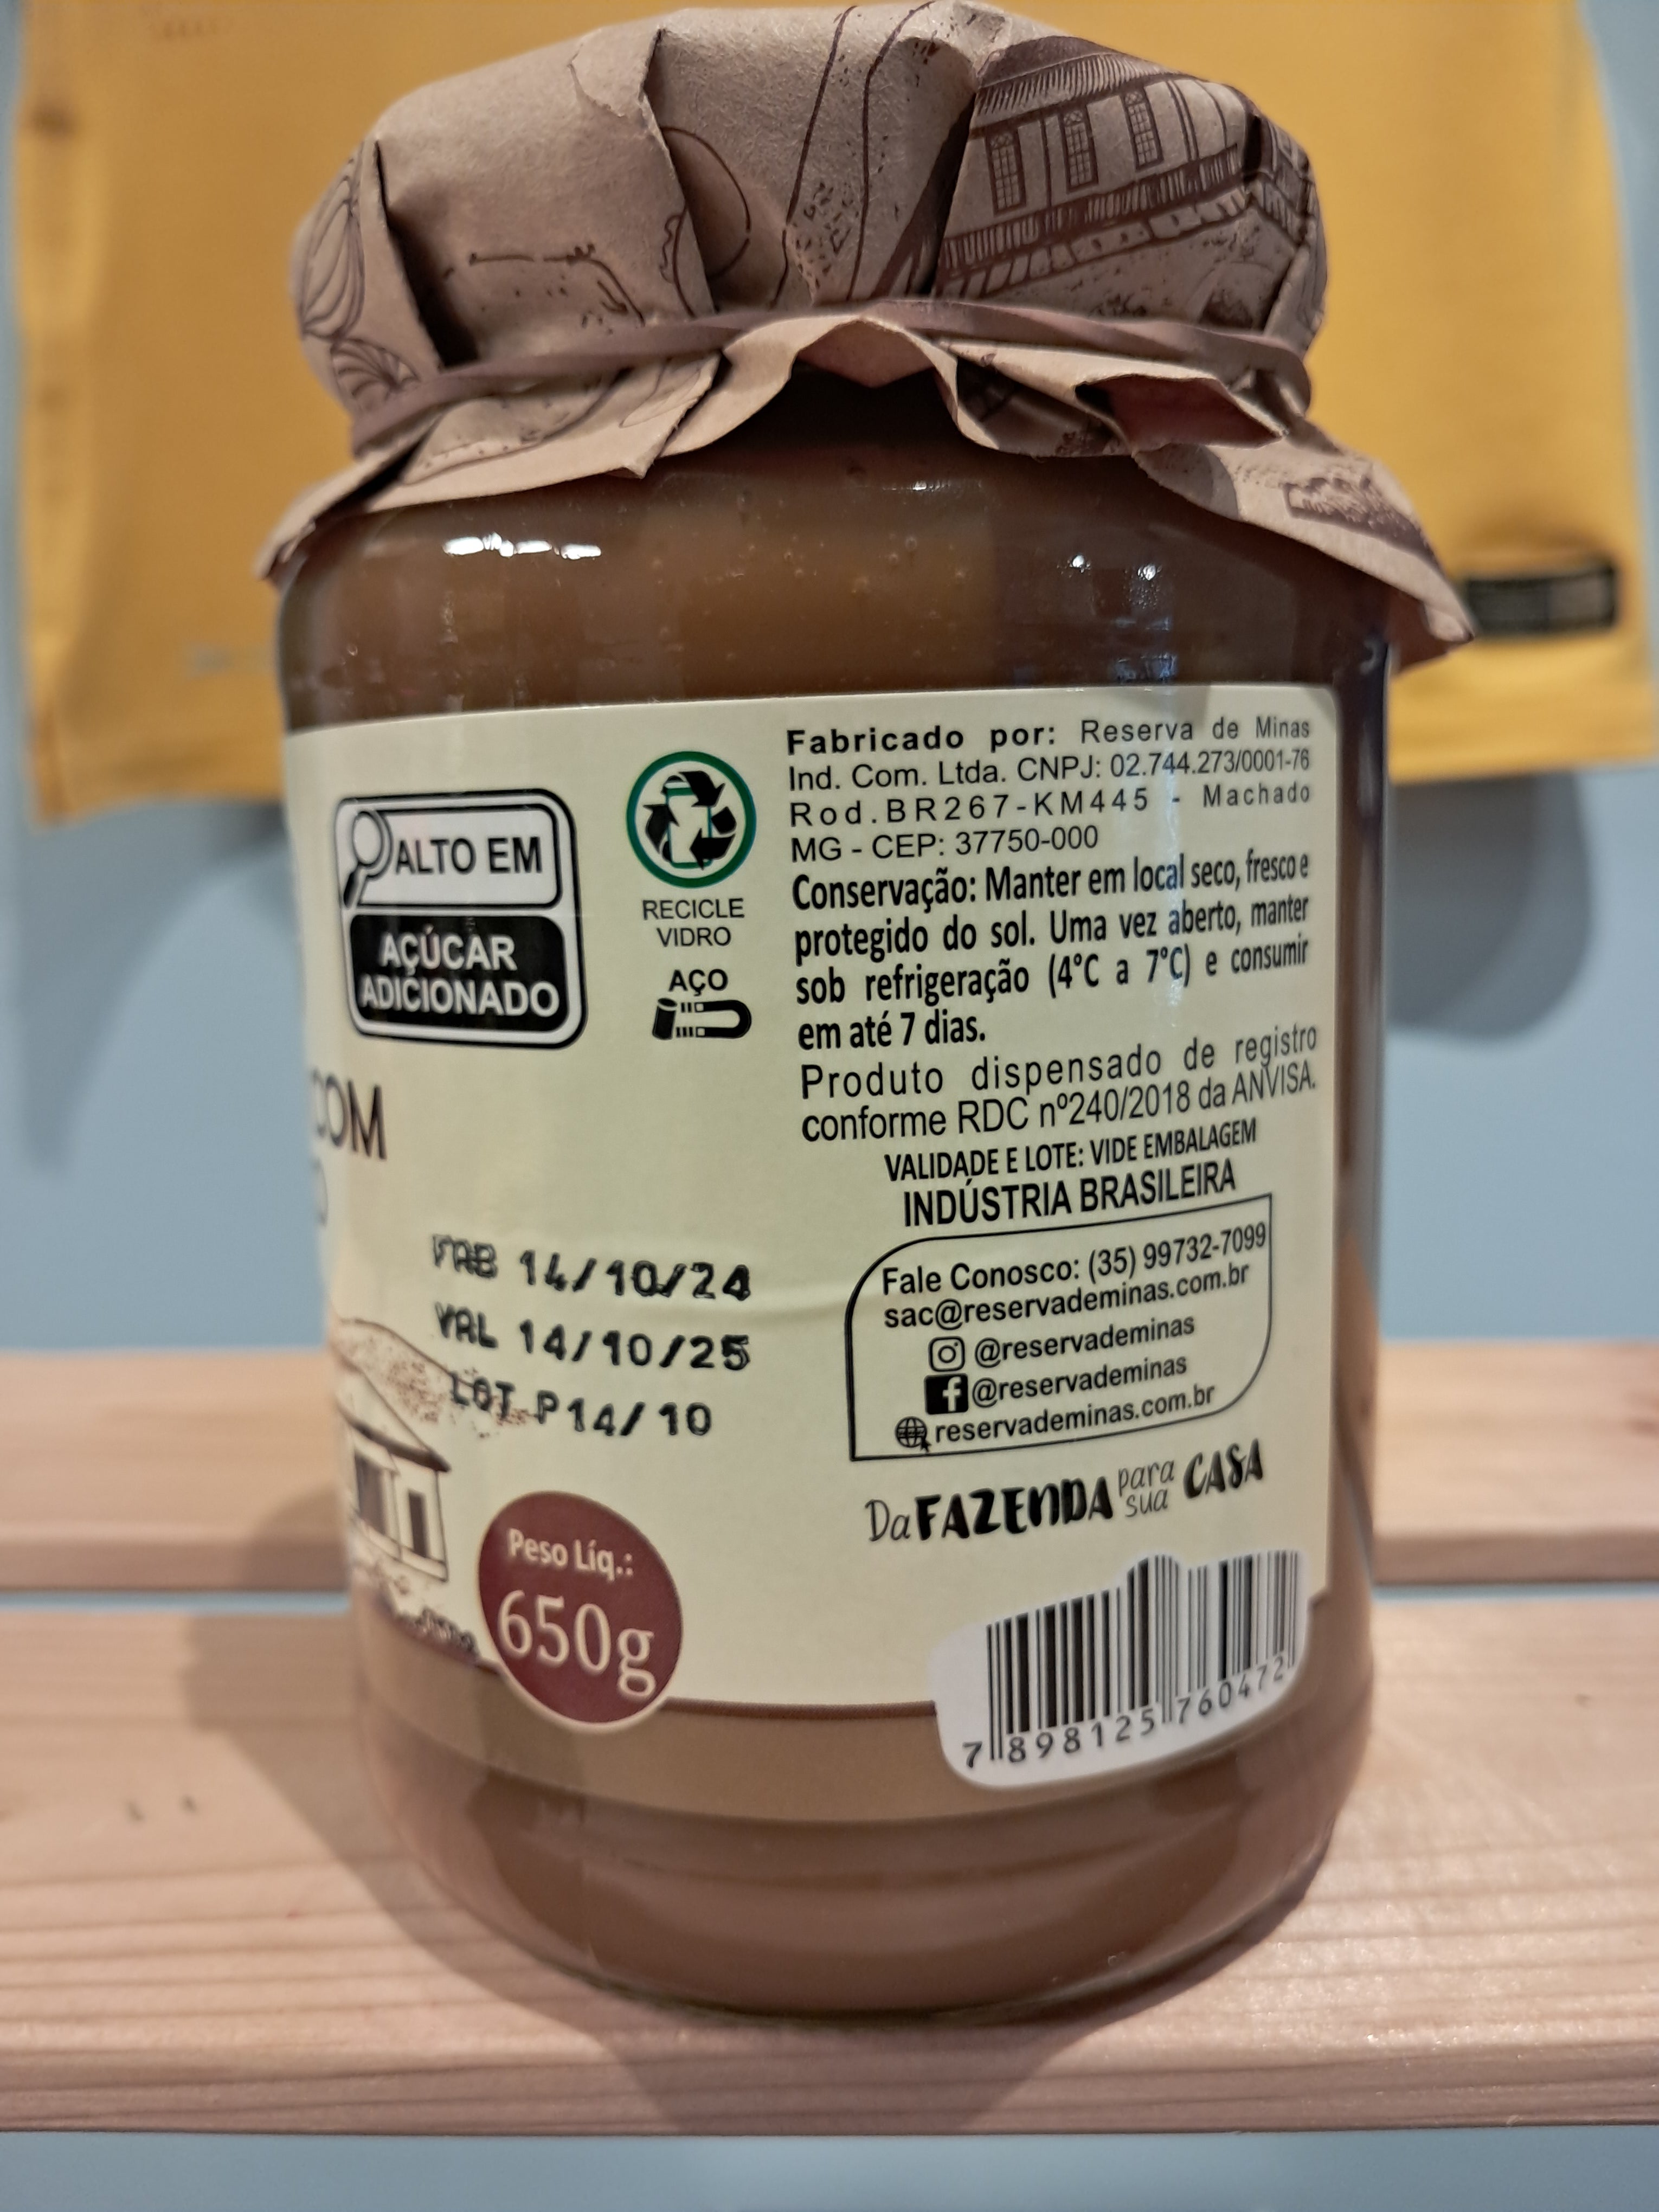 ALTO EM
AÇÚCAR
ADICIONADO
RECICLE
VIDRO
AÇO
COM
FAB 14/10/24
VAL 14/10/25
LOT P14/10
Peso Líq.:
650g
Fabricado por: Reserva de Minas
Ind. Com. Ltda. CNPJ: 02.744.273/0001-76
Rod.BR267-KM445 - Machado
MG - CEP: 37750-000
Conservação: Manter em local seco, fresco e
protegido do sol. Uma vez aberto, manter
sob refrigeração (4°C a 7°C) e consumir
em até 7 dias.
Produto dispensado de registro
conforme RDC nº240/2018 da ANVISA.
VALIDADE E LOTE: VIDE EMBALAGEM
INDÚSTRIA BRASILEIRA
Fale Conosco: (35) 99732-7099
sac@reservademinas.com.br
@reservademinas
@reservademinas
reservademinas.com.br
Da FAZENDA para sua CASA
7 898125 760472